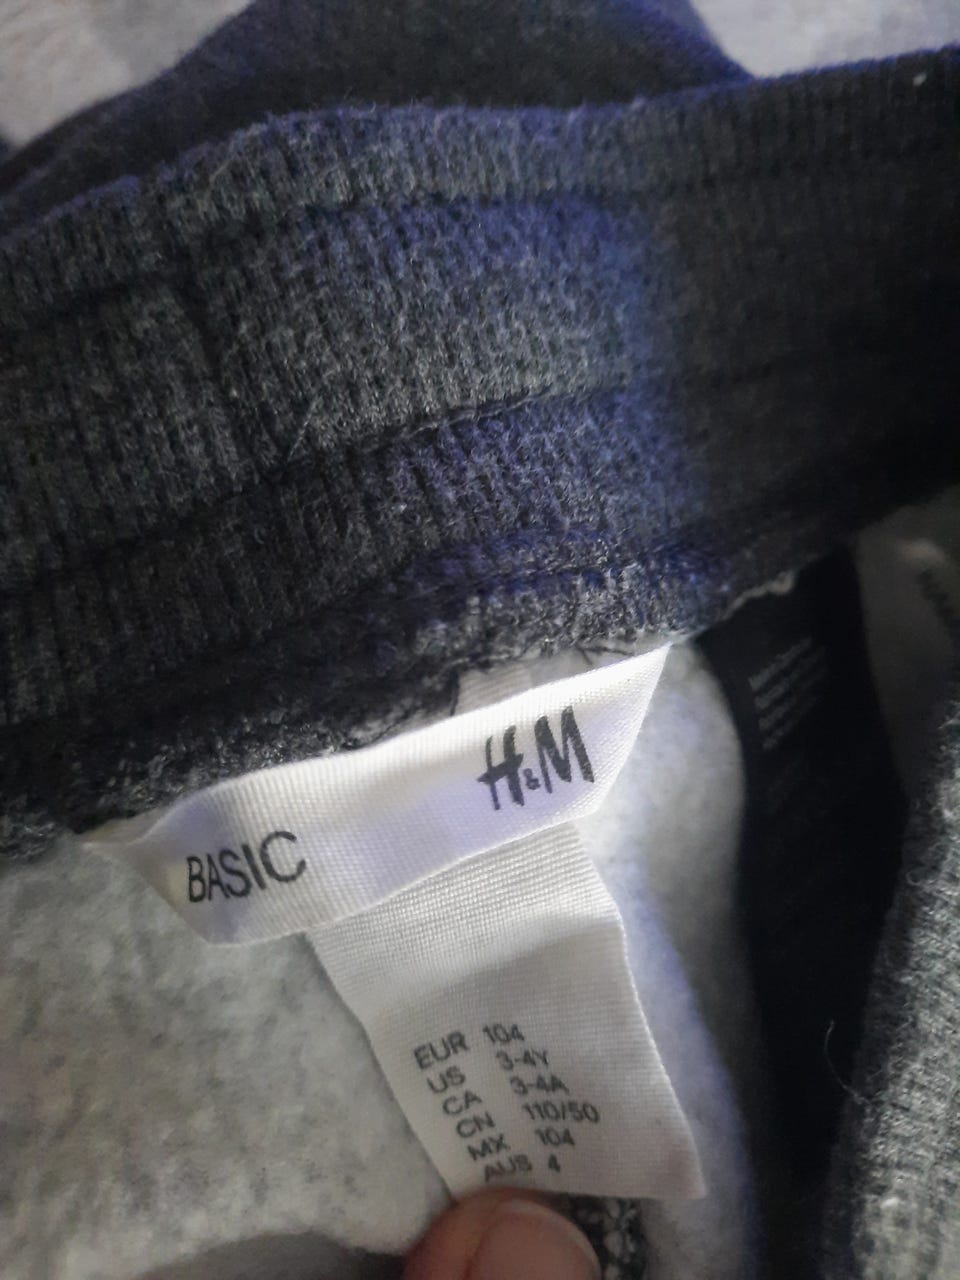 BASIC H&M
EUR 104
US 3-4Y
CA 3-4A
CN 110/50
MX 104
AUS 4